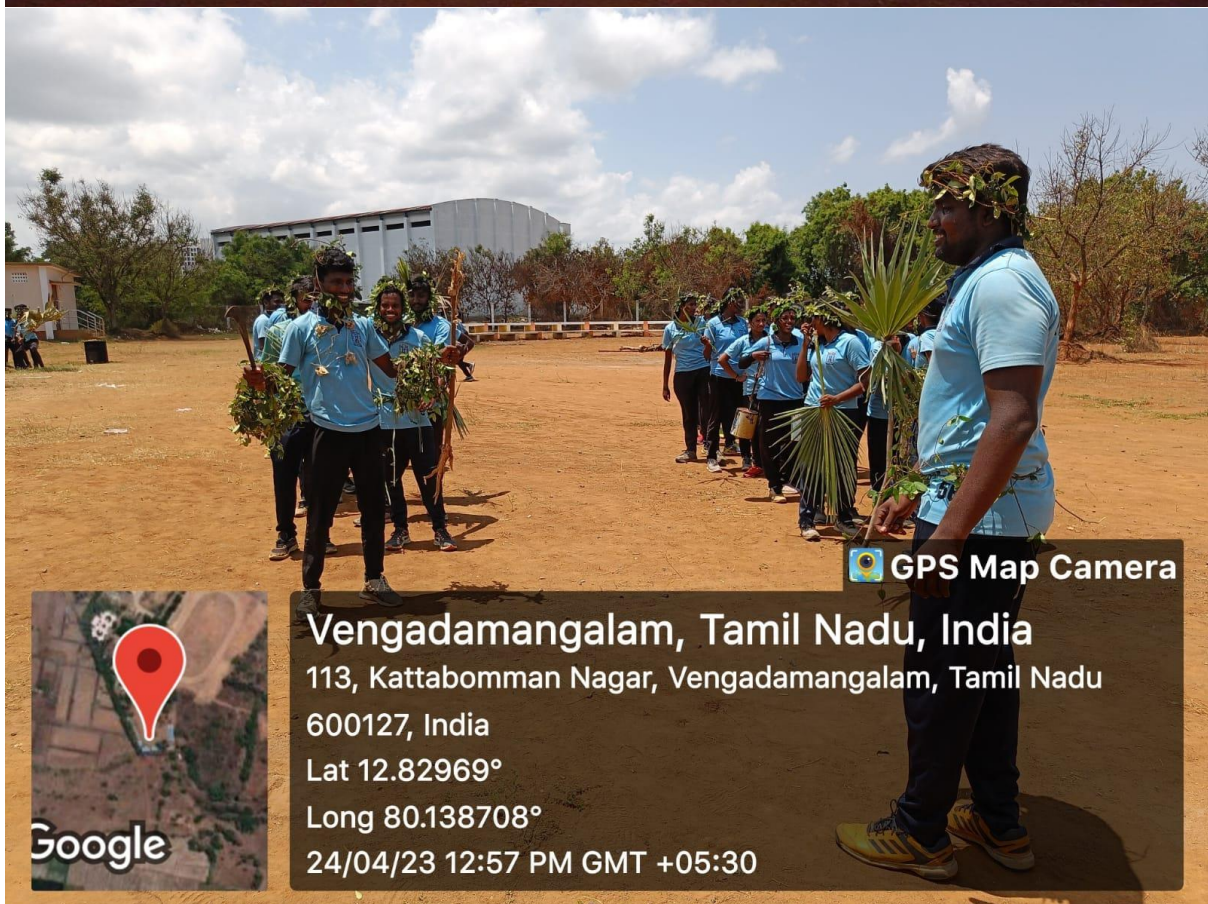 GPS Map Camera
Vengadamangalam, Tamil Nadu, India
113, Kattabomman Nagar, Vengadamangalam, Tamil Nadu
600127, India
Lat 12.82969°
Long 80.138708°
24/04/23 12:57 PM GMT +05:30
Google